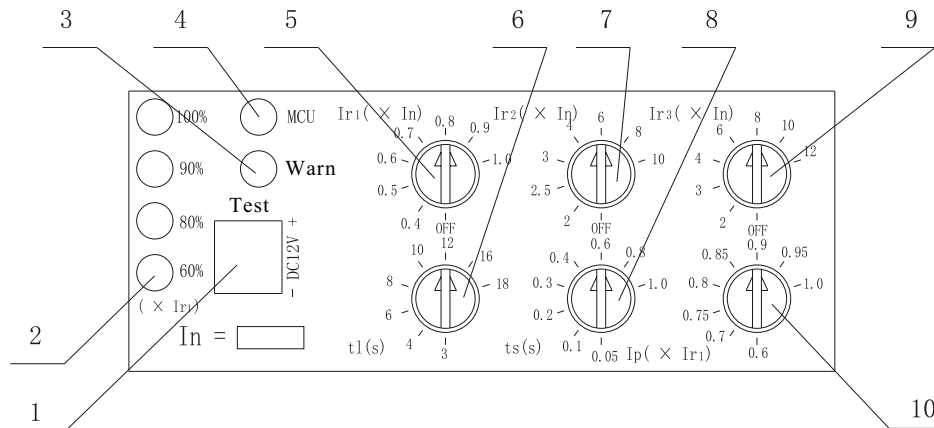 3 4 5 6 7 8 9
100% MCU Ir1( × In) Ir2( × In) Ir3( × In)
0.4 0.5 0.6 0.7 0.8 0.9 1.0 OFF
2 2.5 3 4 6 8 10 OFF
2 3 4 6 8 10 12 OFF
90% Warn
Test
80%
- DC12V +
60%
( × Ir1)
In =
3 4 6 8 10 12 16 18
tl(s)
0.05 0.1 0.2 0.3 0.4 0.6 0.8 1.0
ts(s)
0.6 0.7 0.75 0.8 0.85 0.9 0.95 1.0
Ip( × Ir1)
2
1
10